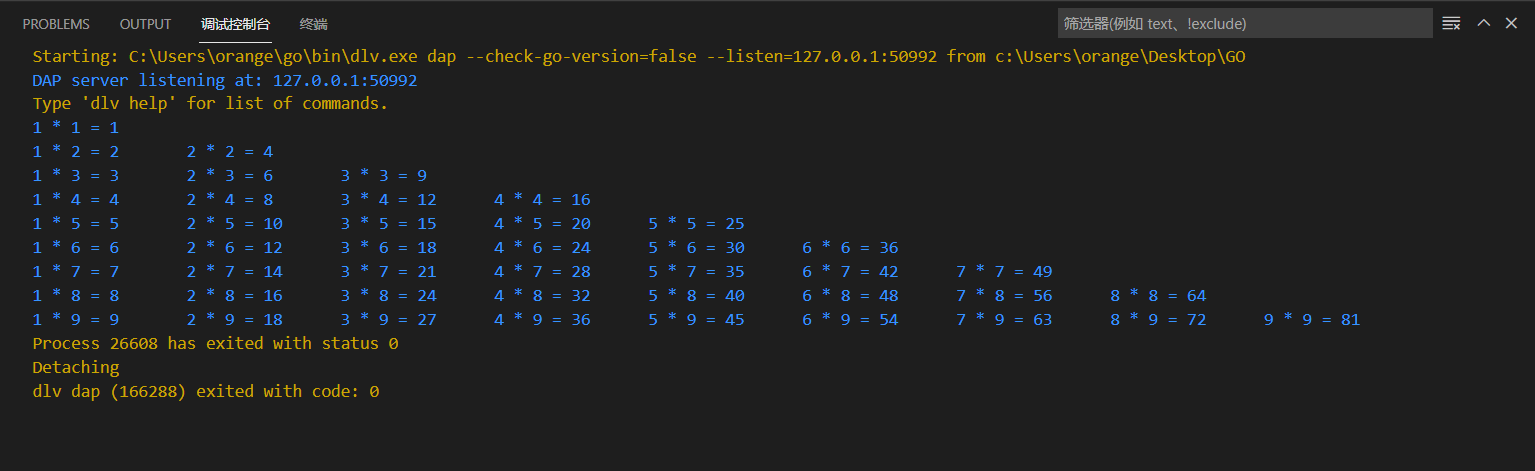 PROBLEMS OUTPUT 调试控制台 终端 筛选器(例如 text、!exclude)
Starting: C:\Users\orange\go\bin\dlv.exe dap --check-go-version=false --listen=127.0.0.1:50992 from c:\Users\orange\Desktop\GO
DAP server listening at: 127.0.0.1:50992
Type 'dlv help' for list of commands.
1 * 1 = 1
1 * 2 = 2 2 * 2 = 4
1 * 3 = 3 2 * 3 = 6 3 * 3 = 9
1 * 4 = 4 2 * 4 = 8 3 * 4 = 12 4 * 4 = 16
1 * 5 = 5 2 * 5 = 10 3 * 5 = 15 4 * 5 = 20 5 * 5 = 25
1 * 6 = 6 2 * 6 = 12 3 * 6 = 18 4 * 6 = 24 5 * 6 = 30 6 * 6 = 36
1 * 7 = 7 2 * 7 = 14 3 * 7 = 21 4 * 7 = 28 5 * 7 = 35 6 * 7 = 42 7 * 7 = 49
1 * 8 = 8 2 * 8 = 16 3 * 8 = 24 4 * 8 = 32 5 * 8 = 40 6 * 8 = 48 7 * 8 = 56 8 * 8 = 64
1 * 9 = 9 2 * 9 = 18 3 * 9 = 27 4 * 9 = 36 5 * 9 = 45 6 * 9 = 54 7 * 9 = 63 8 * 9 = 72 9 * 9 = 81
Process 26608 has exited with status 0
Detaching
dlv dap (166288) exited with code: 0